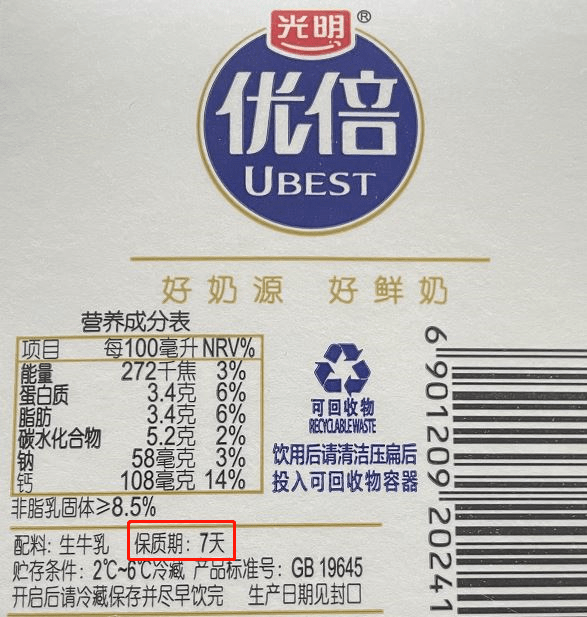 光明®
优倍
UBEST
好奶源 好鲜奶
营养成分表
项目 每100毫升 NRV%
能量 272千焦 3%
蛋白质 3.4克 6%
脂肪 3.4克 6%
碳水化合物 5.2克 2%
钠 58毫克 3%
钙 108毫克 14%
非脂乳固体≥8.5%
可回收物
RECYCLABLE WASTE
饮用后请清洁压扁后
投入可回收物容器
6 901209 20241
配料: 生牛乳 保质期: 7天
贮存条件: 2℃~6℃冷藏 产品标准号: GB 19645
开启后请冷藏保存并尽早饮完 生产日期见封口